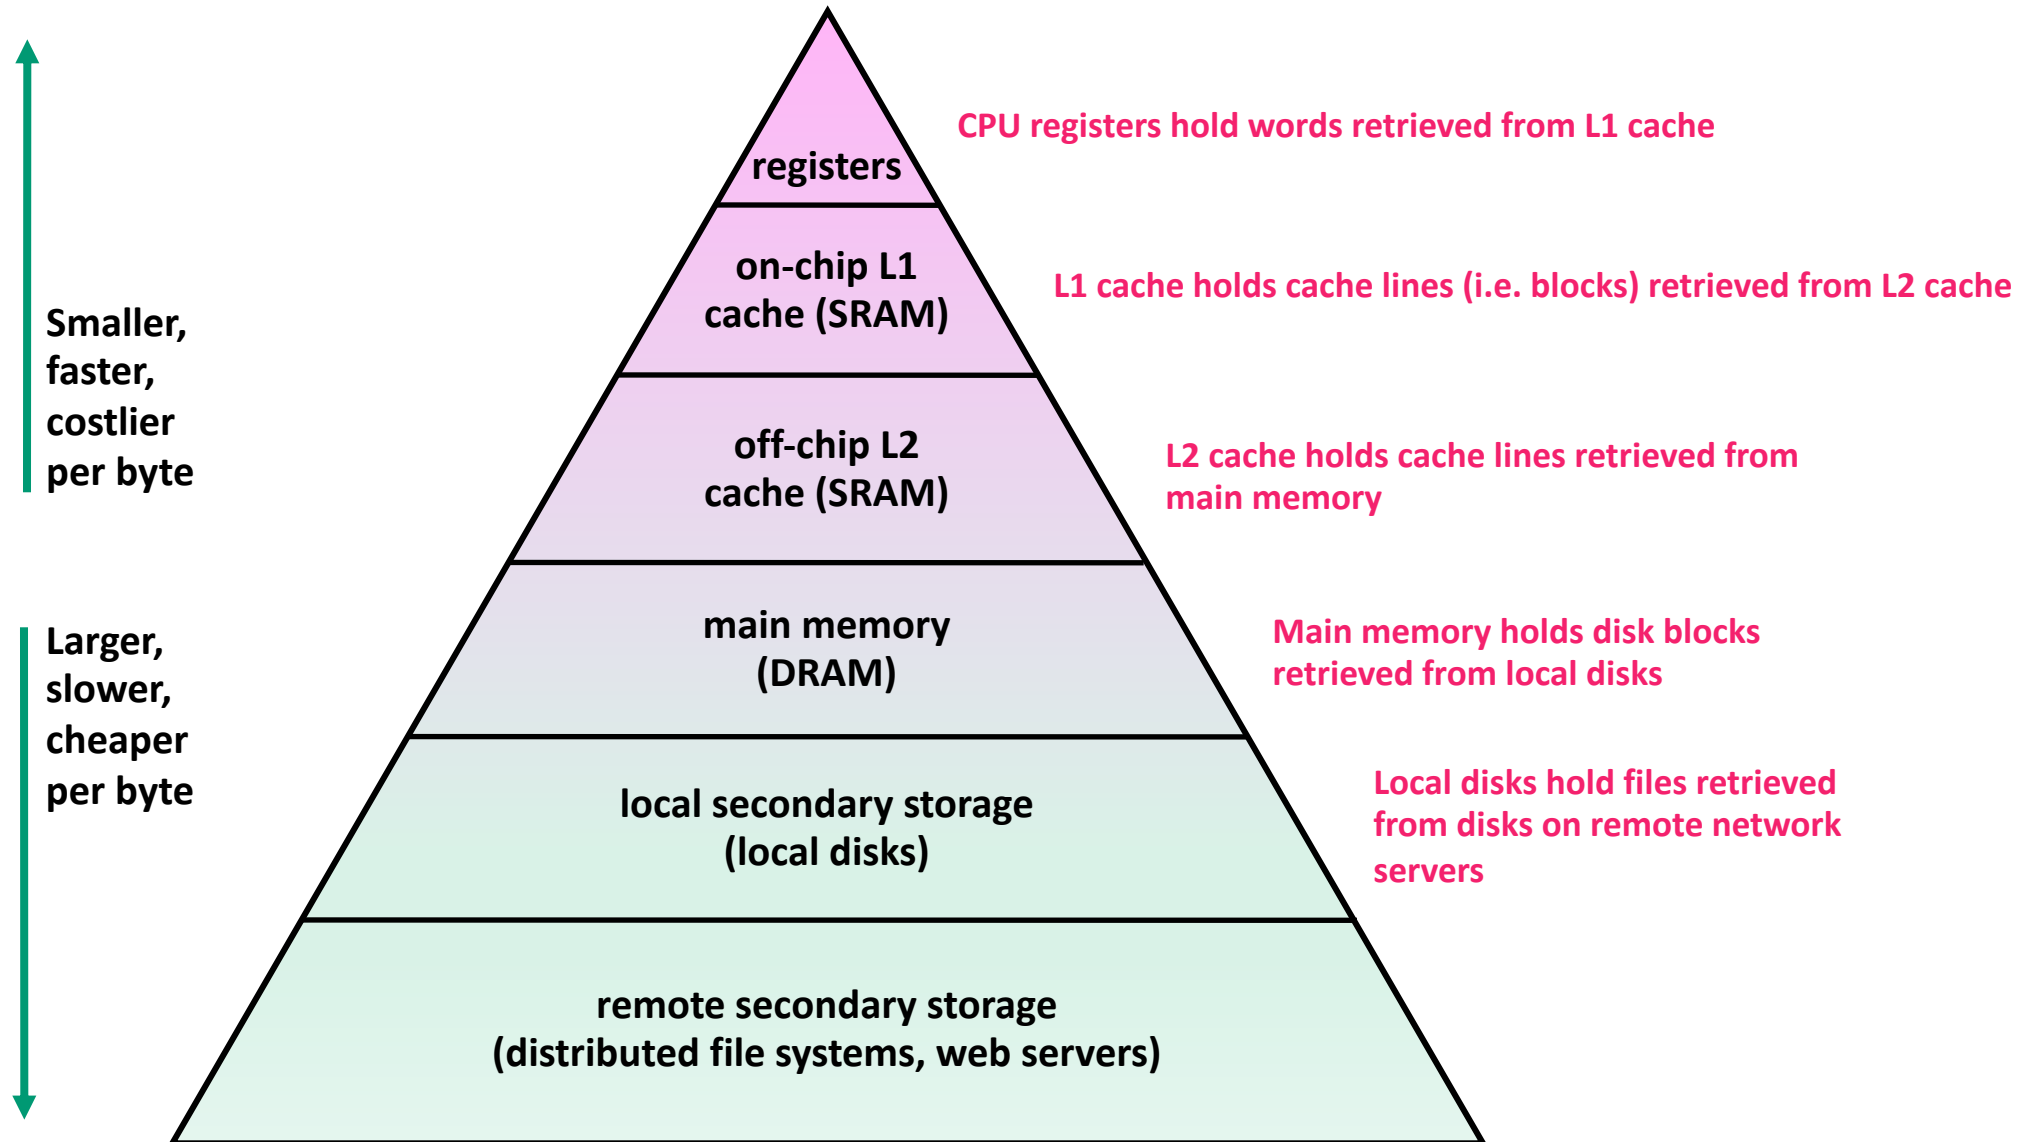 Smaller,
faster,
costlier
per byte
Larger,
slower,
cheaper
per byte
registers
on-chip L1
cache (SRAM)
off-chip L2
cache (SRAM)
main memory
(DRAM)
local secondary storage
(local disks)
remote secondary storage
(distributed file systems, web servers)
CPU registers hold words retrieved from L1 cache
L1 cache holds cache lines (i.e. blocks) retrieved from L2 cache
L2 cache holds cache lines retrieved from
main memory
Main memory holds disk blocks
retrieved from local disks
Local disks hold files retrieved
from disks on remote network
servers